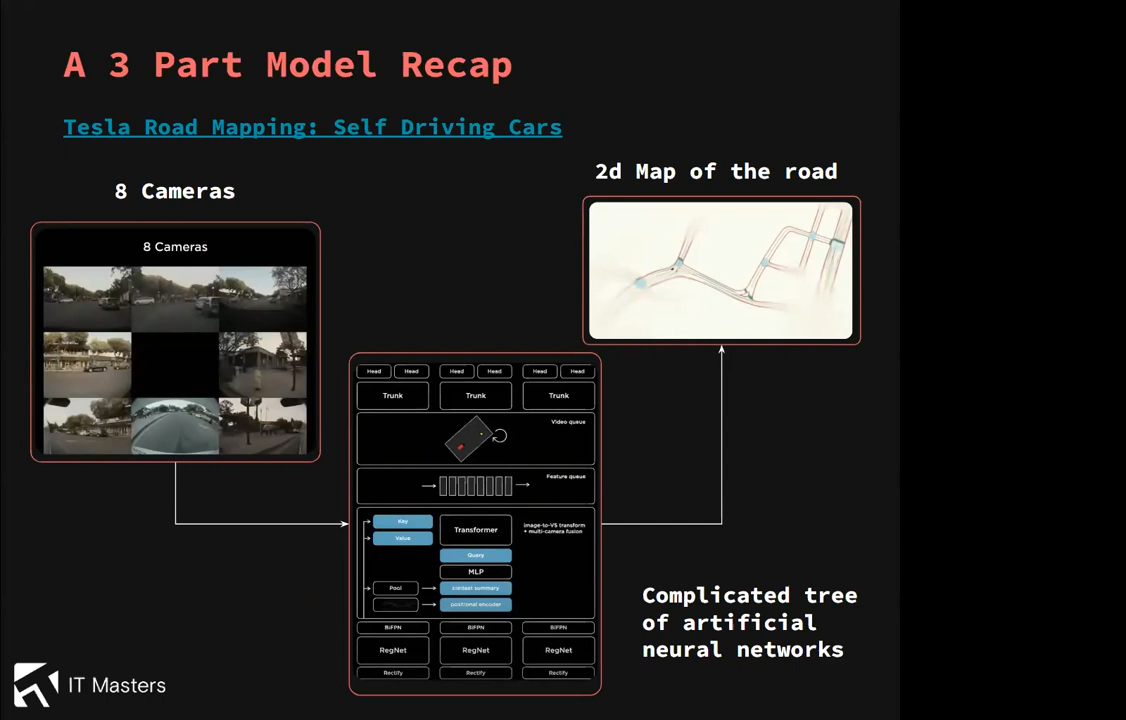 A 3 Part Model Recap
Tesla Road Mapping: Self Driving Cars
8 Cameras
2d Map of the road
8 Cameras
Head Head Head Head Head Head
Trunk Trunk Trunk
Video queue
Feature queue
Key
Value
Transformer
image-to-VS transform
+ multi-camera fusion
Query
MLP
Pool
context summary
positional encoder
BiFPN BiFPN BiFPN
RegNet RegNet RegNet
Rectify Rectify Rectify
Complicated tree
of artificial
neural networks
IT Masters